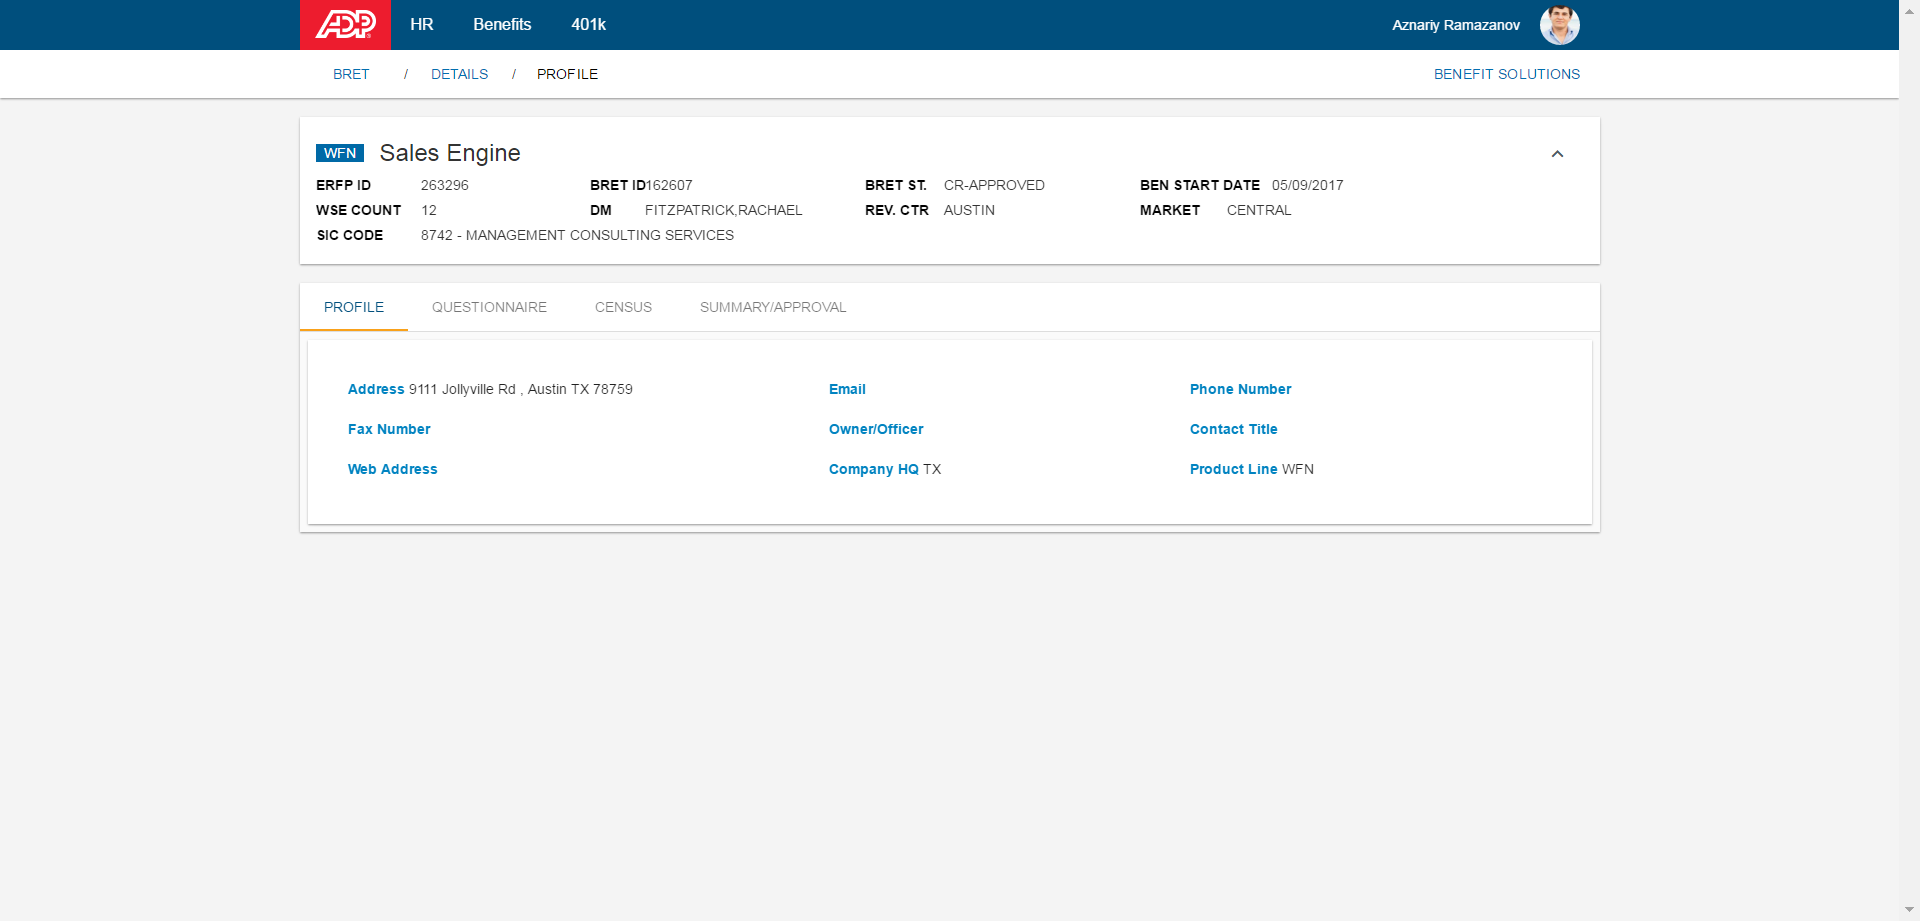 ADP HR Benefits 401k Aznariy Ramazanov
BRET / DETAILS / PROFILE BENEFIT SOLUTIONS
WFN Sales Engine
ERFP ID 263296 BRET ID 162607 BRET ST. CR-APPROVED BEN START DATE 05/09/2017
WSE COUNT 12 DM FITZPATRICK,RACHAEL REV. CTR AUSTIN MARKET CENTRAL
SIC CODE 8742 - MANAGEMENT CONSULTING SERVICES
PROFILE QUESTIONNAIRE CENSUS SUMMARY/APPROVAL
Address 9111 Jollyville Rd , Austin TX 78759 Email Phone Number
Fax Number Owner/Officer Contact Title
Web Address Company HQ TX Product Line WFN